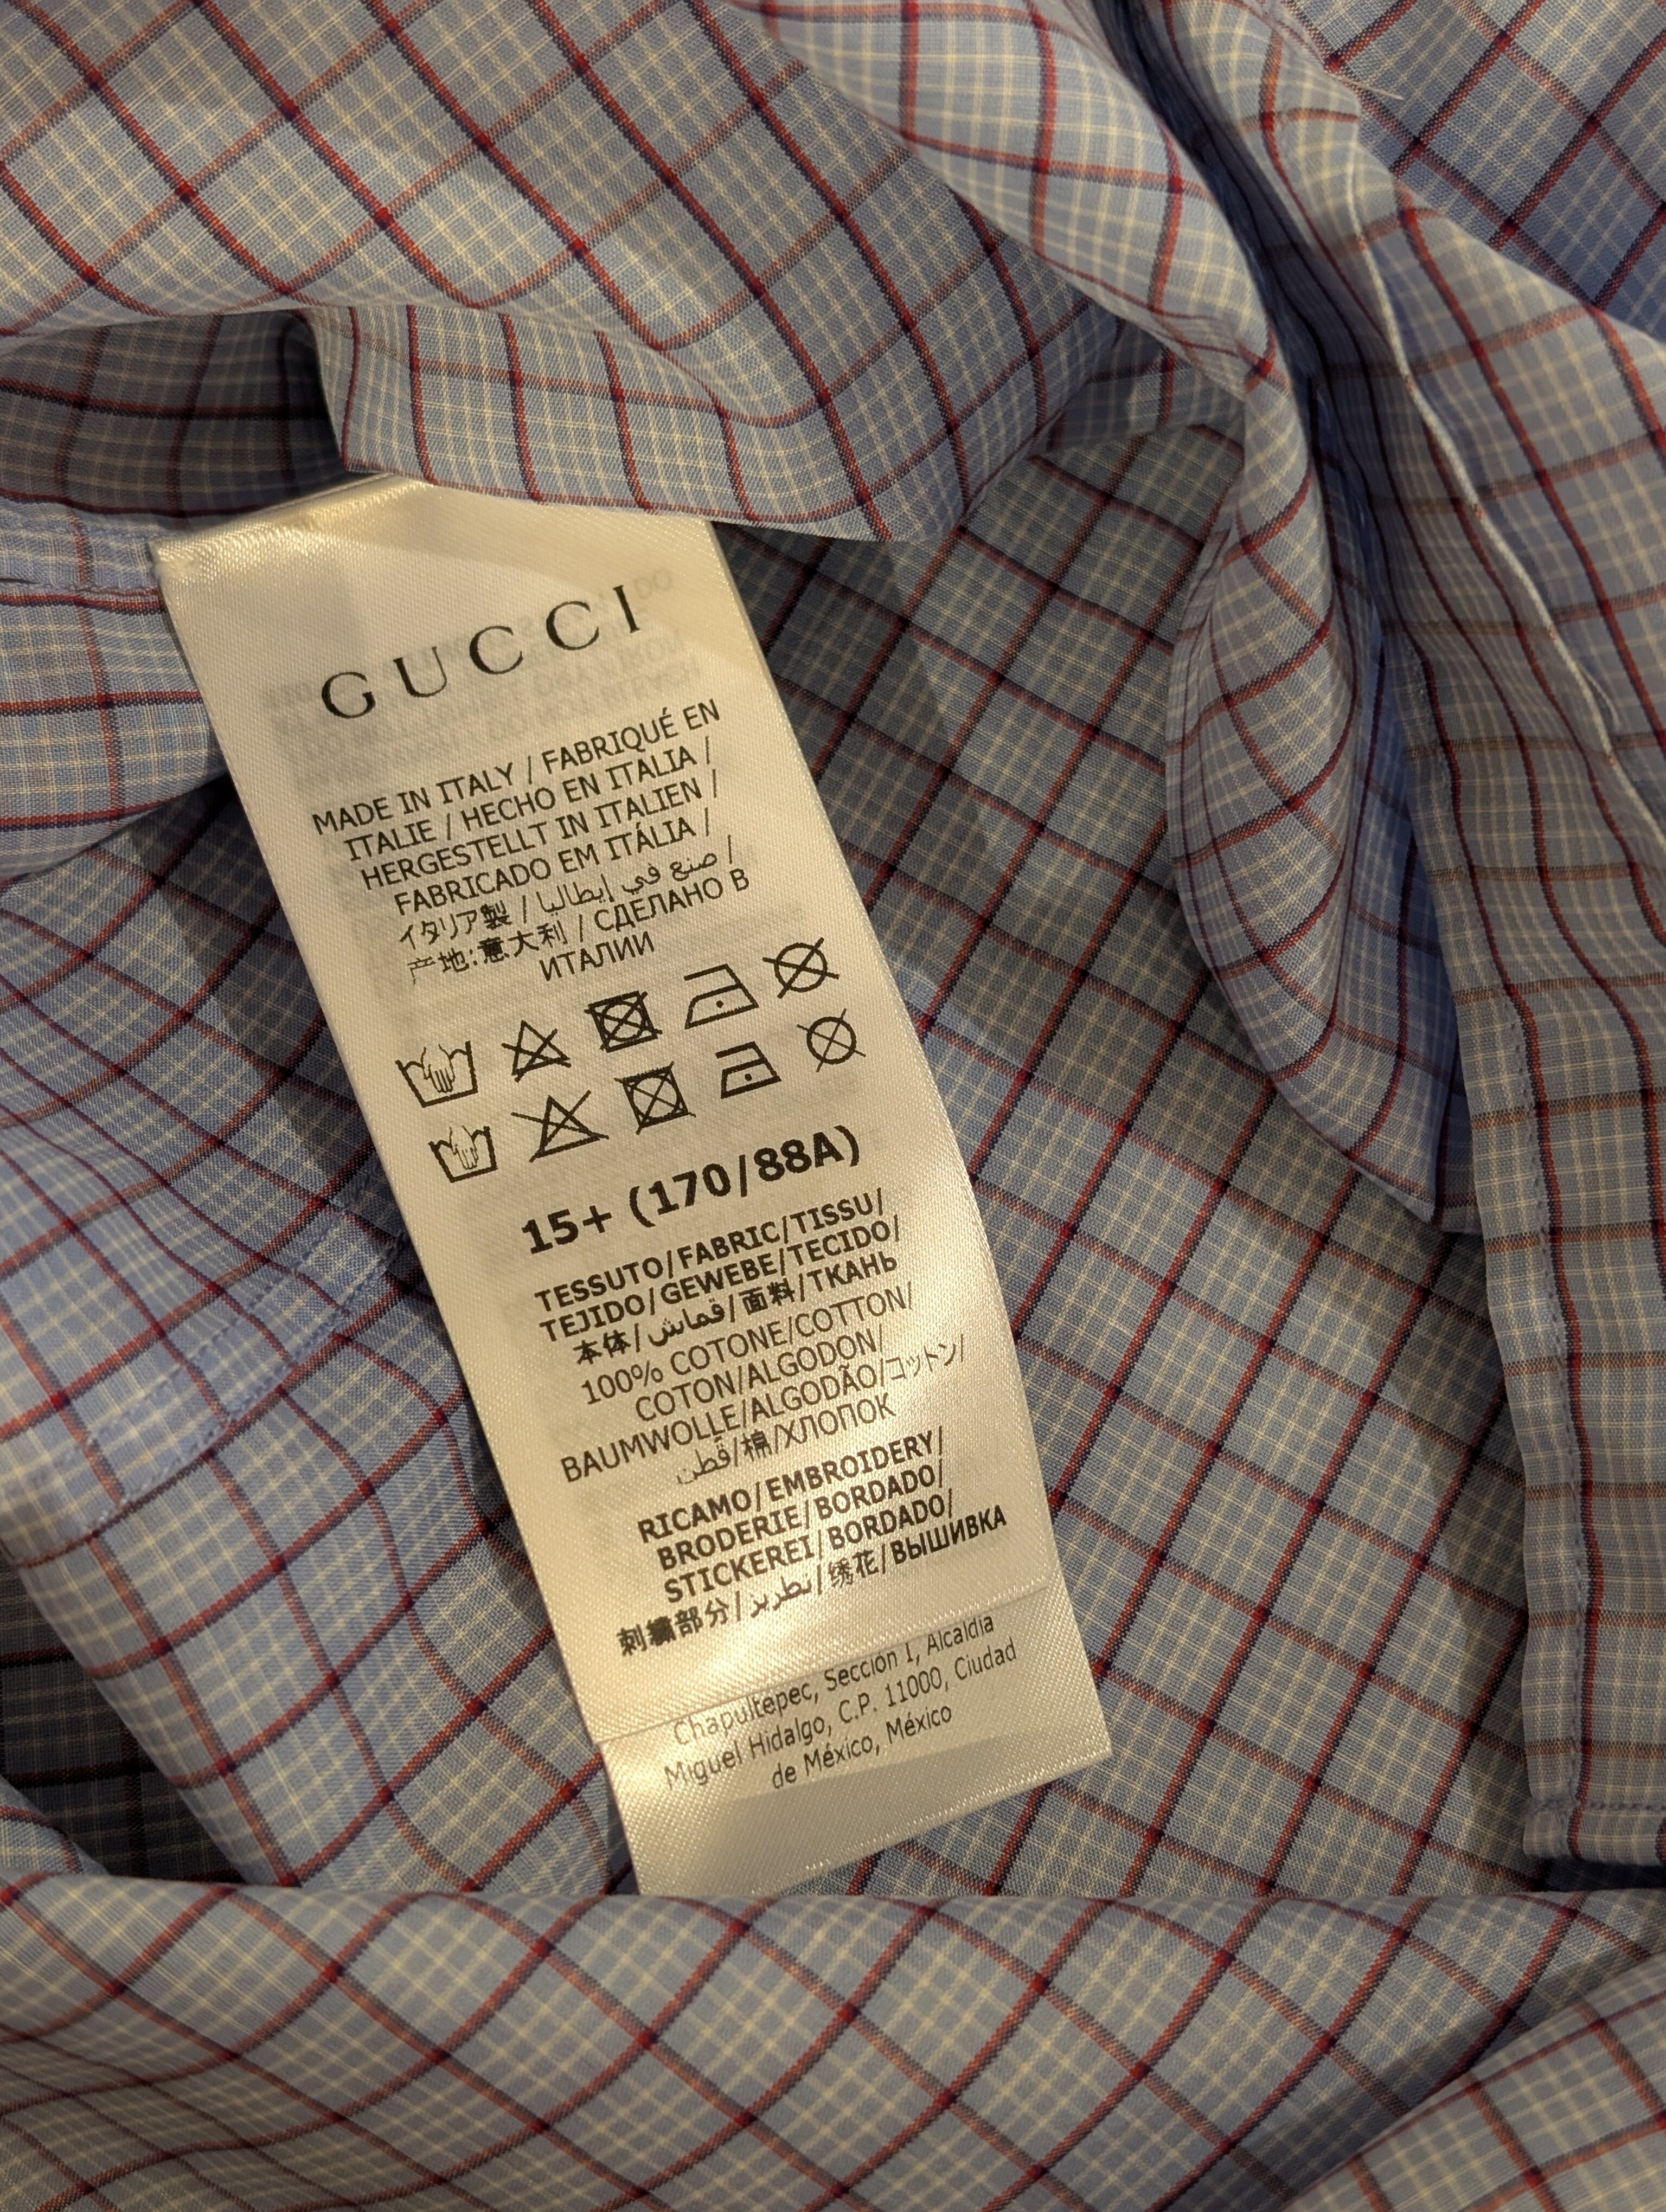 GUCCI
MADE IN ITALY / FABRIQUÉ EN
ITALIE / HECHO EN ITALIA /
HERGESTELLT IN ITALIEN /
FABRICADO EM ITÁLIA /
イタリア製 / صنع في إيطاليا /
产地:意大利 / СДЕЛАНО В
ИТАЛИИ
15+ (170/88A)
TESSUTO/FABRIC/TISSU/
TEJIDO/GEWEBE/TECIDO/
本体/قماش/面料/ТКАНЬ
100% COTONE/COTTON/
COTON/ALGODON/
BAUMWOLLE/ALGODÃO/コットン/
قطن/棉/ХЛОПОК
RICAMO/EMBROIDERY/
BRODERIE/BORDADO/
STICKEREI/BORDADO/
刺繍部分/تطريز/绣花/ВЫШИВКА
Chapultepec, Sección I, Alcaldía
Miguel Hidalgo, C.P. 11000, Ciudad
de México, México